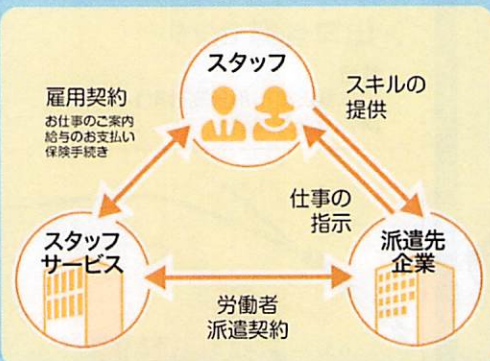 スタッフ
雇用契約
お仕事のご案内
給与のお支払い
保険手続き
スキルの
提供
仕事の
指示
スタッフ
サービス
派遣先
企業
労働者
派遣契約